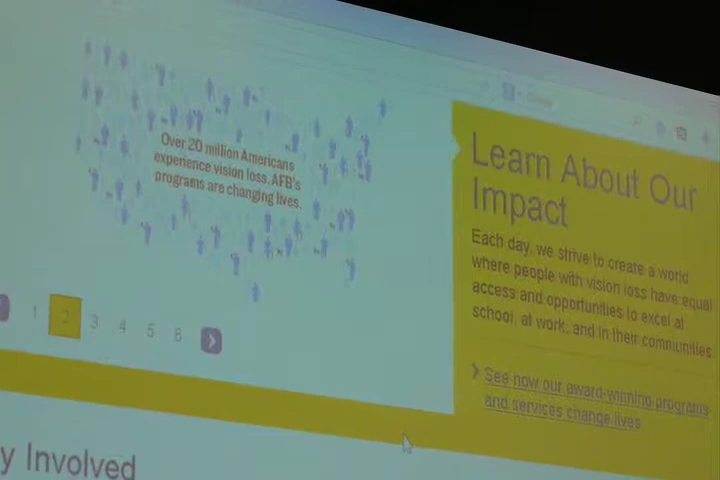 Over 20 million Americans
experience vision loss. AFB's
programs are changing lives.
Learn About Our
Impact
Each day, we strive to create a world
where people with vision loss have equal
access and opportunities to excel at
school, at work, and in their communities.
See how our award-winning programs
and services change lives
1 2 3 4 5 6
y Involved